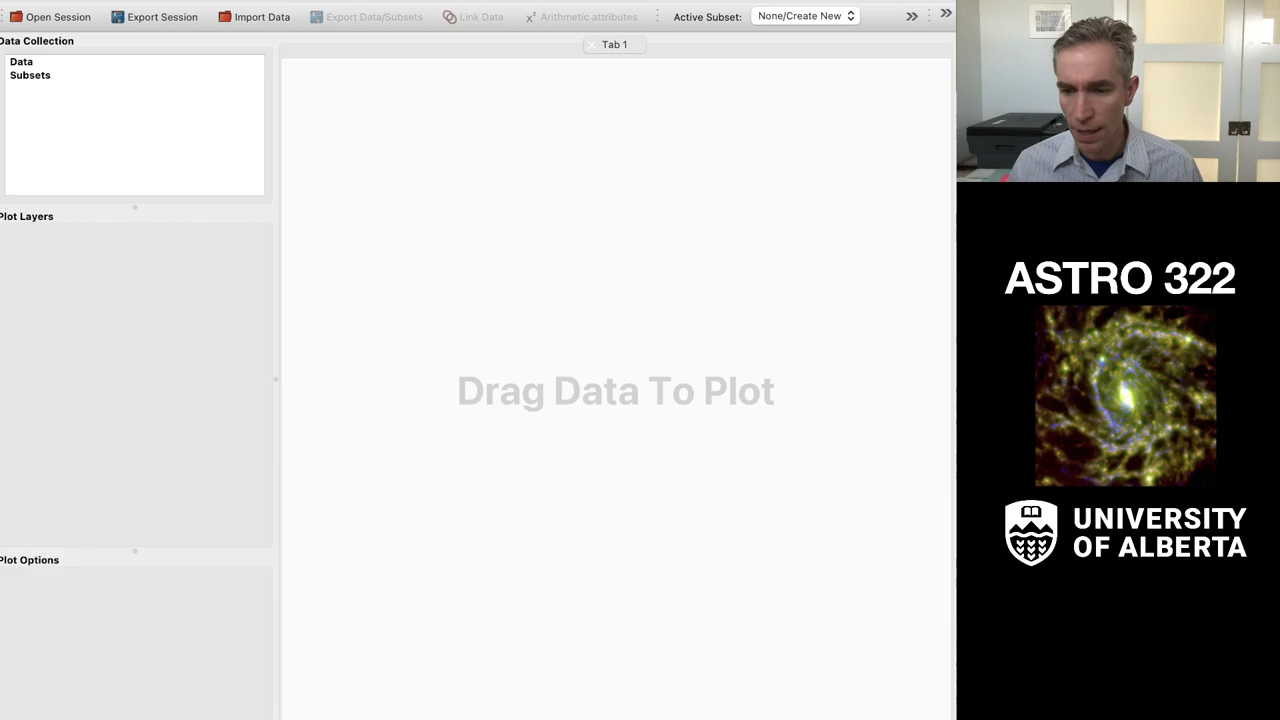 Open Session Export Session Import Data Export Data/Subsets Link Data x² Arithmetic attributes Active Subset: None/Create New
Data Collection
Tab 1
Data
Subsets
Plot Layers
Drag Data To Plot
Plot Options
ASTRO 322
UNIVERSITY
OF ALBERTA